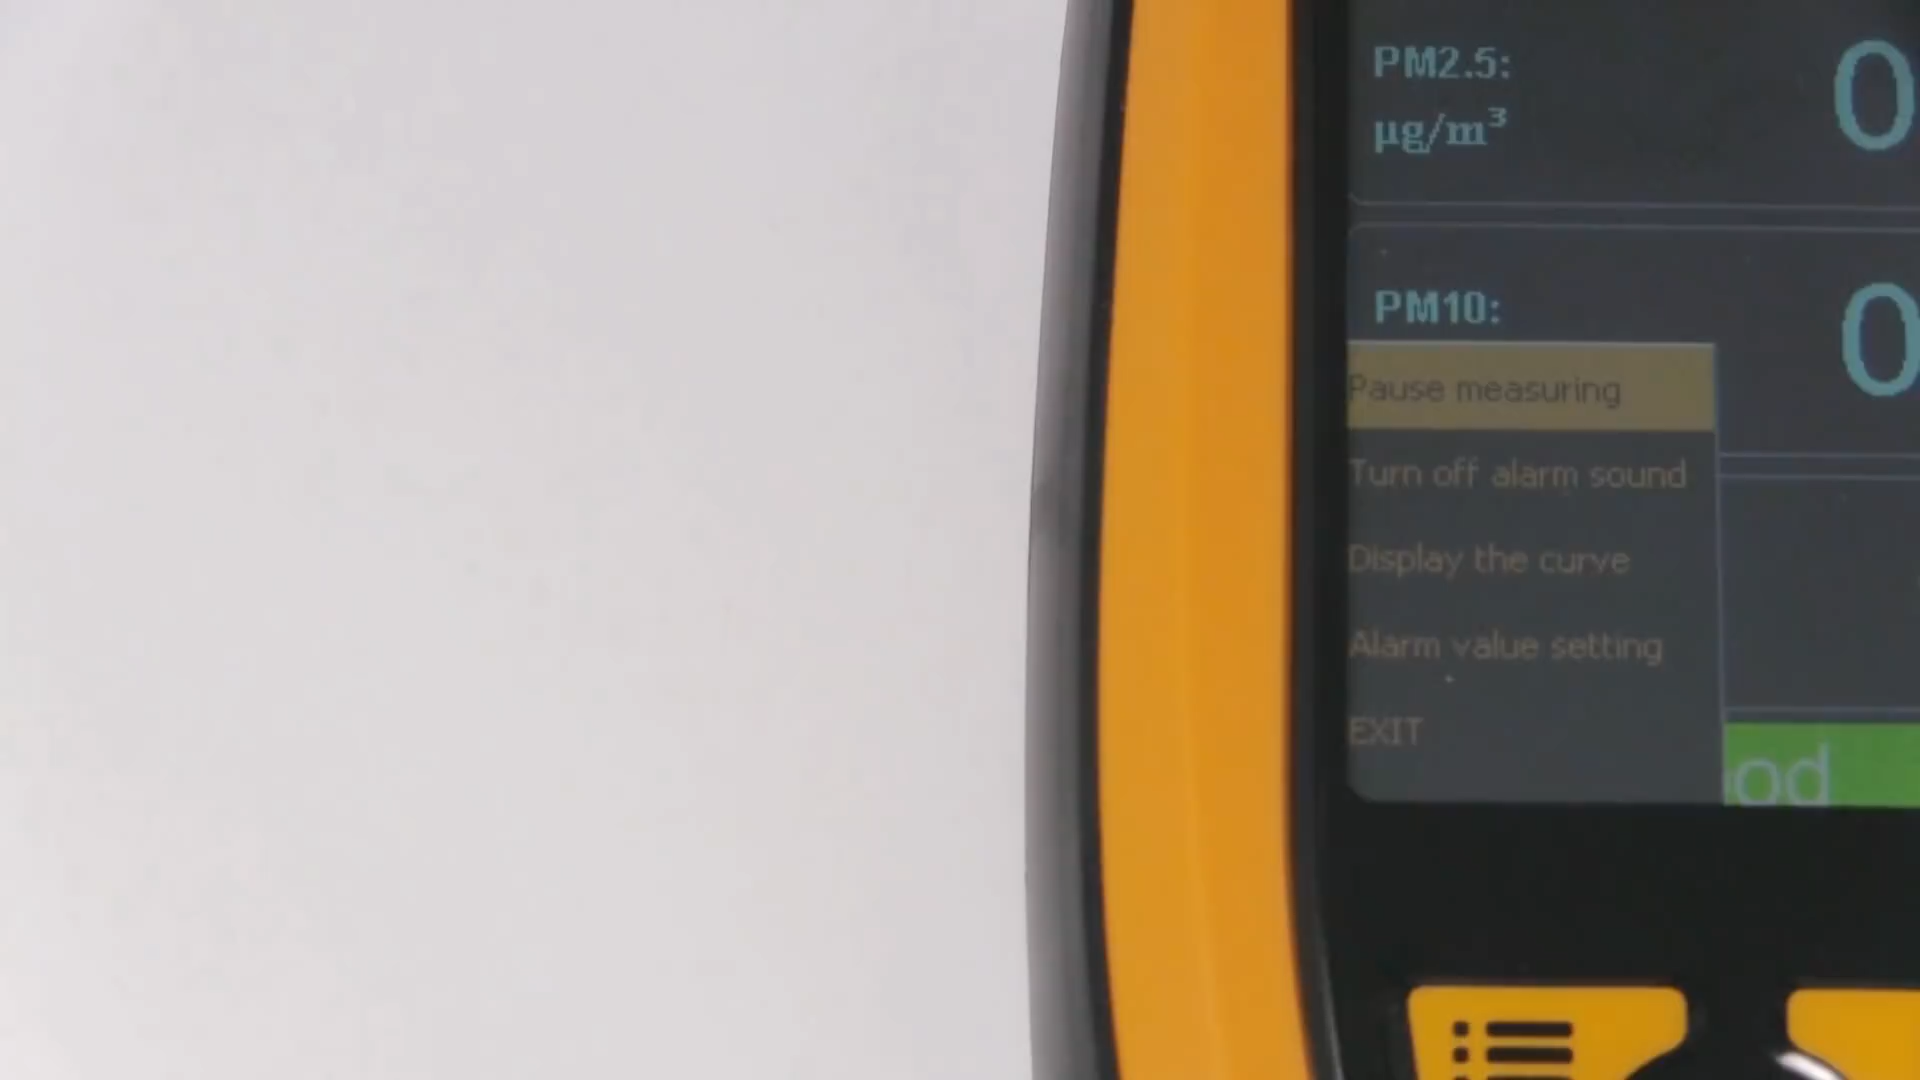 PM2.5: 0
µg/m³
PM10: 0
Pause measuring
Turn off alarm sound
Display the curve
Alarm value setting
EXIT
od